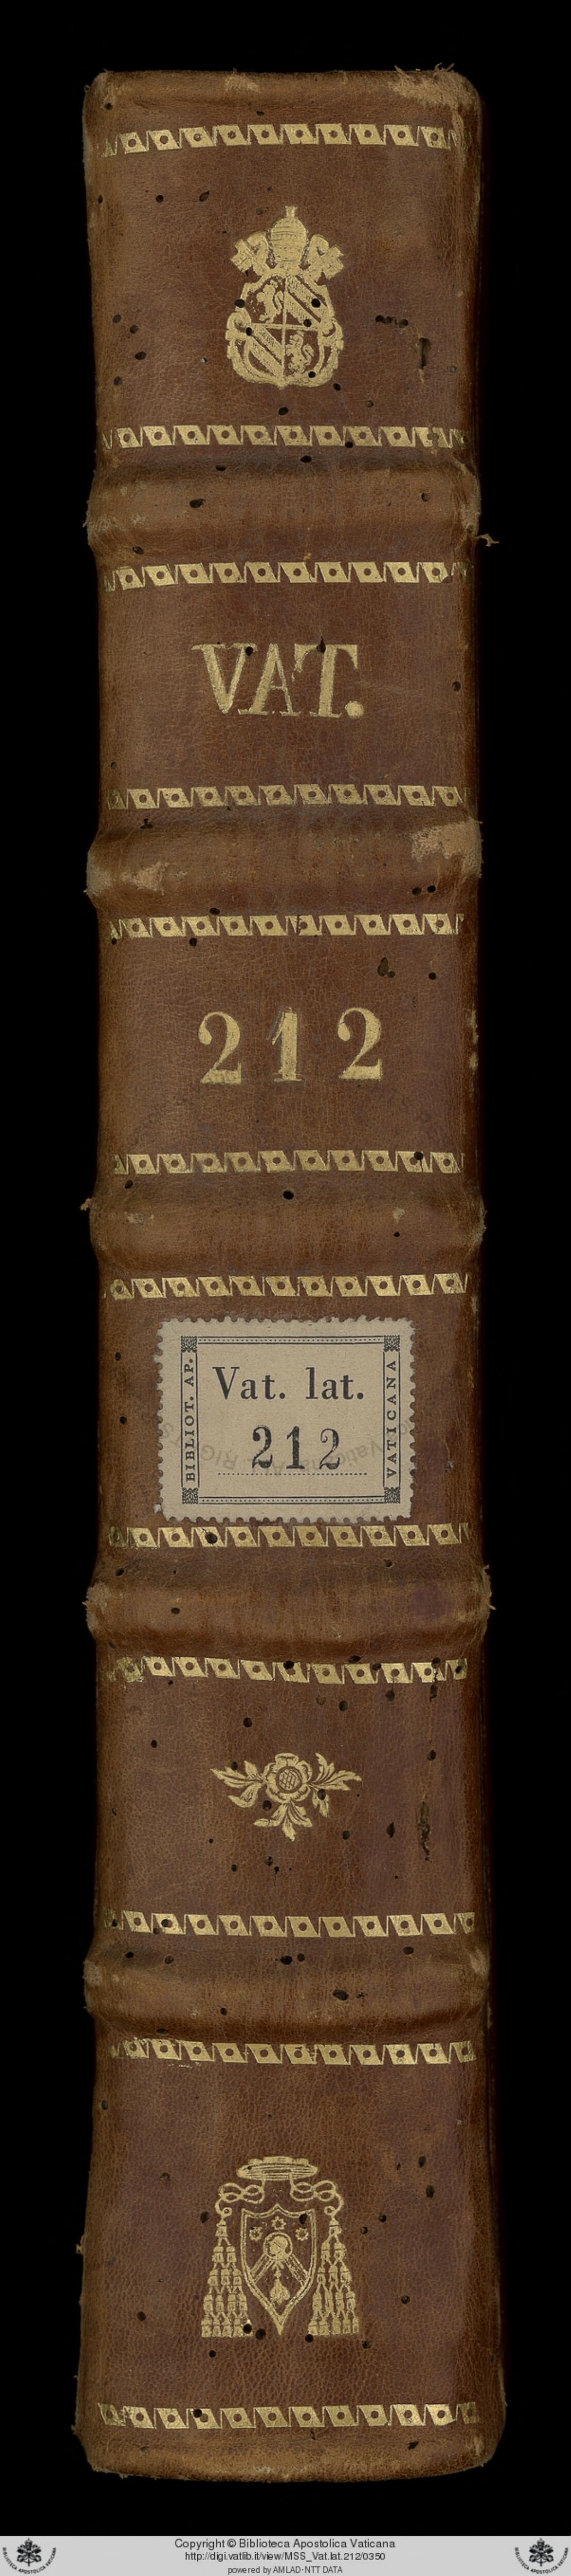 VAT.
212
BIBLIOT. AP.
Vat. lat.
212
VATICANA
Copyright © Biblioteca Apostolica Vaticana
http://digi.vatlib.it/view/MSS_Vat.lat.212/0350
powered by AMLAD-NTT DATA